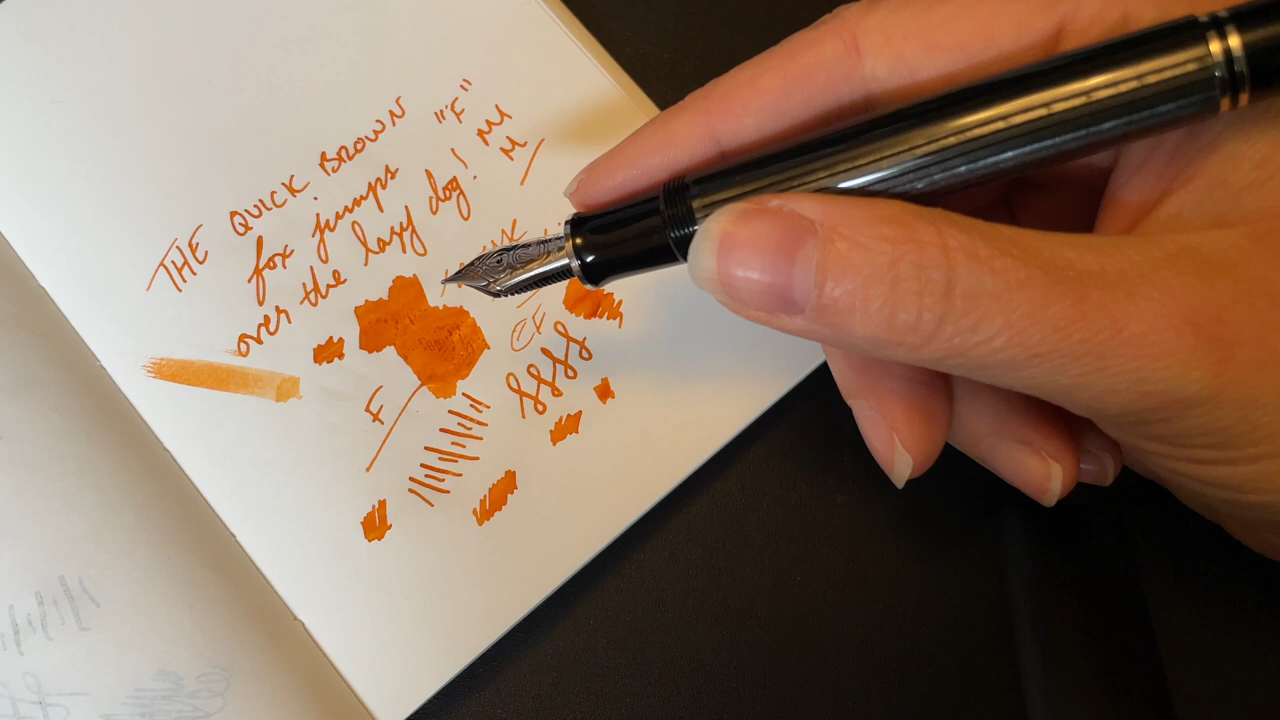 THE QUICK BROWN
fox jumps "F"
over the lazy dog! M
M
EF
F